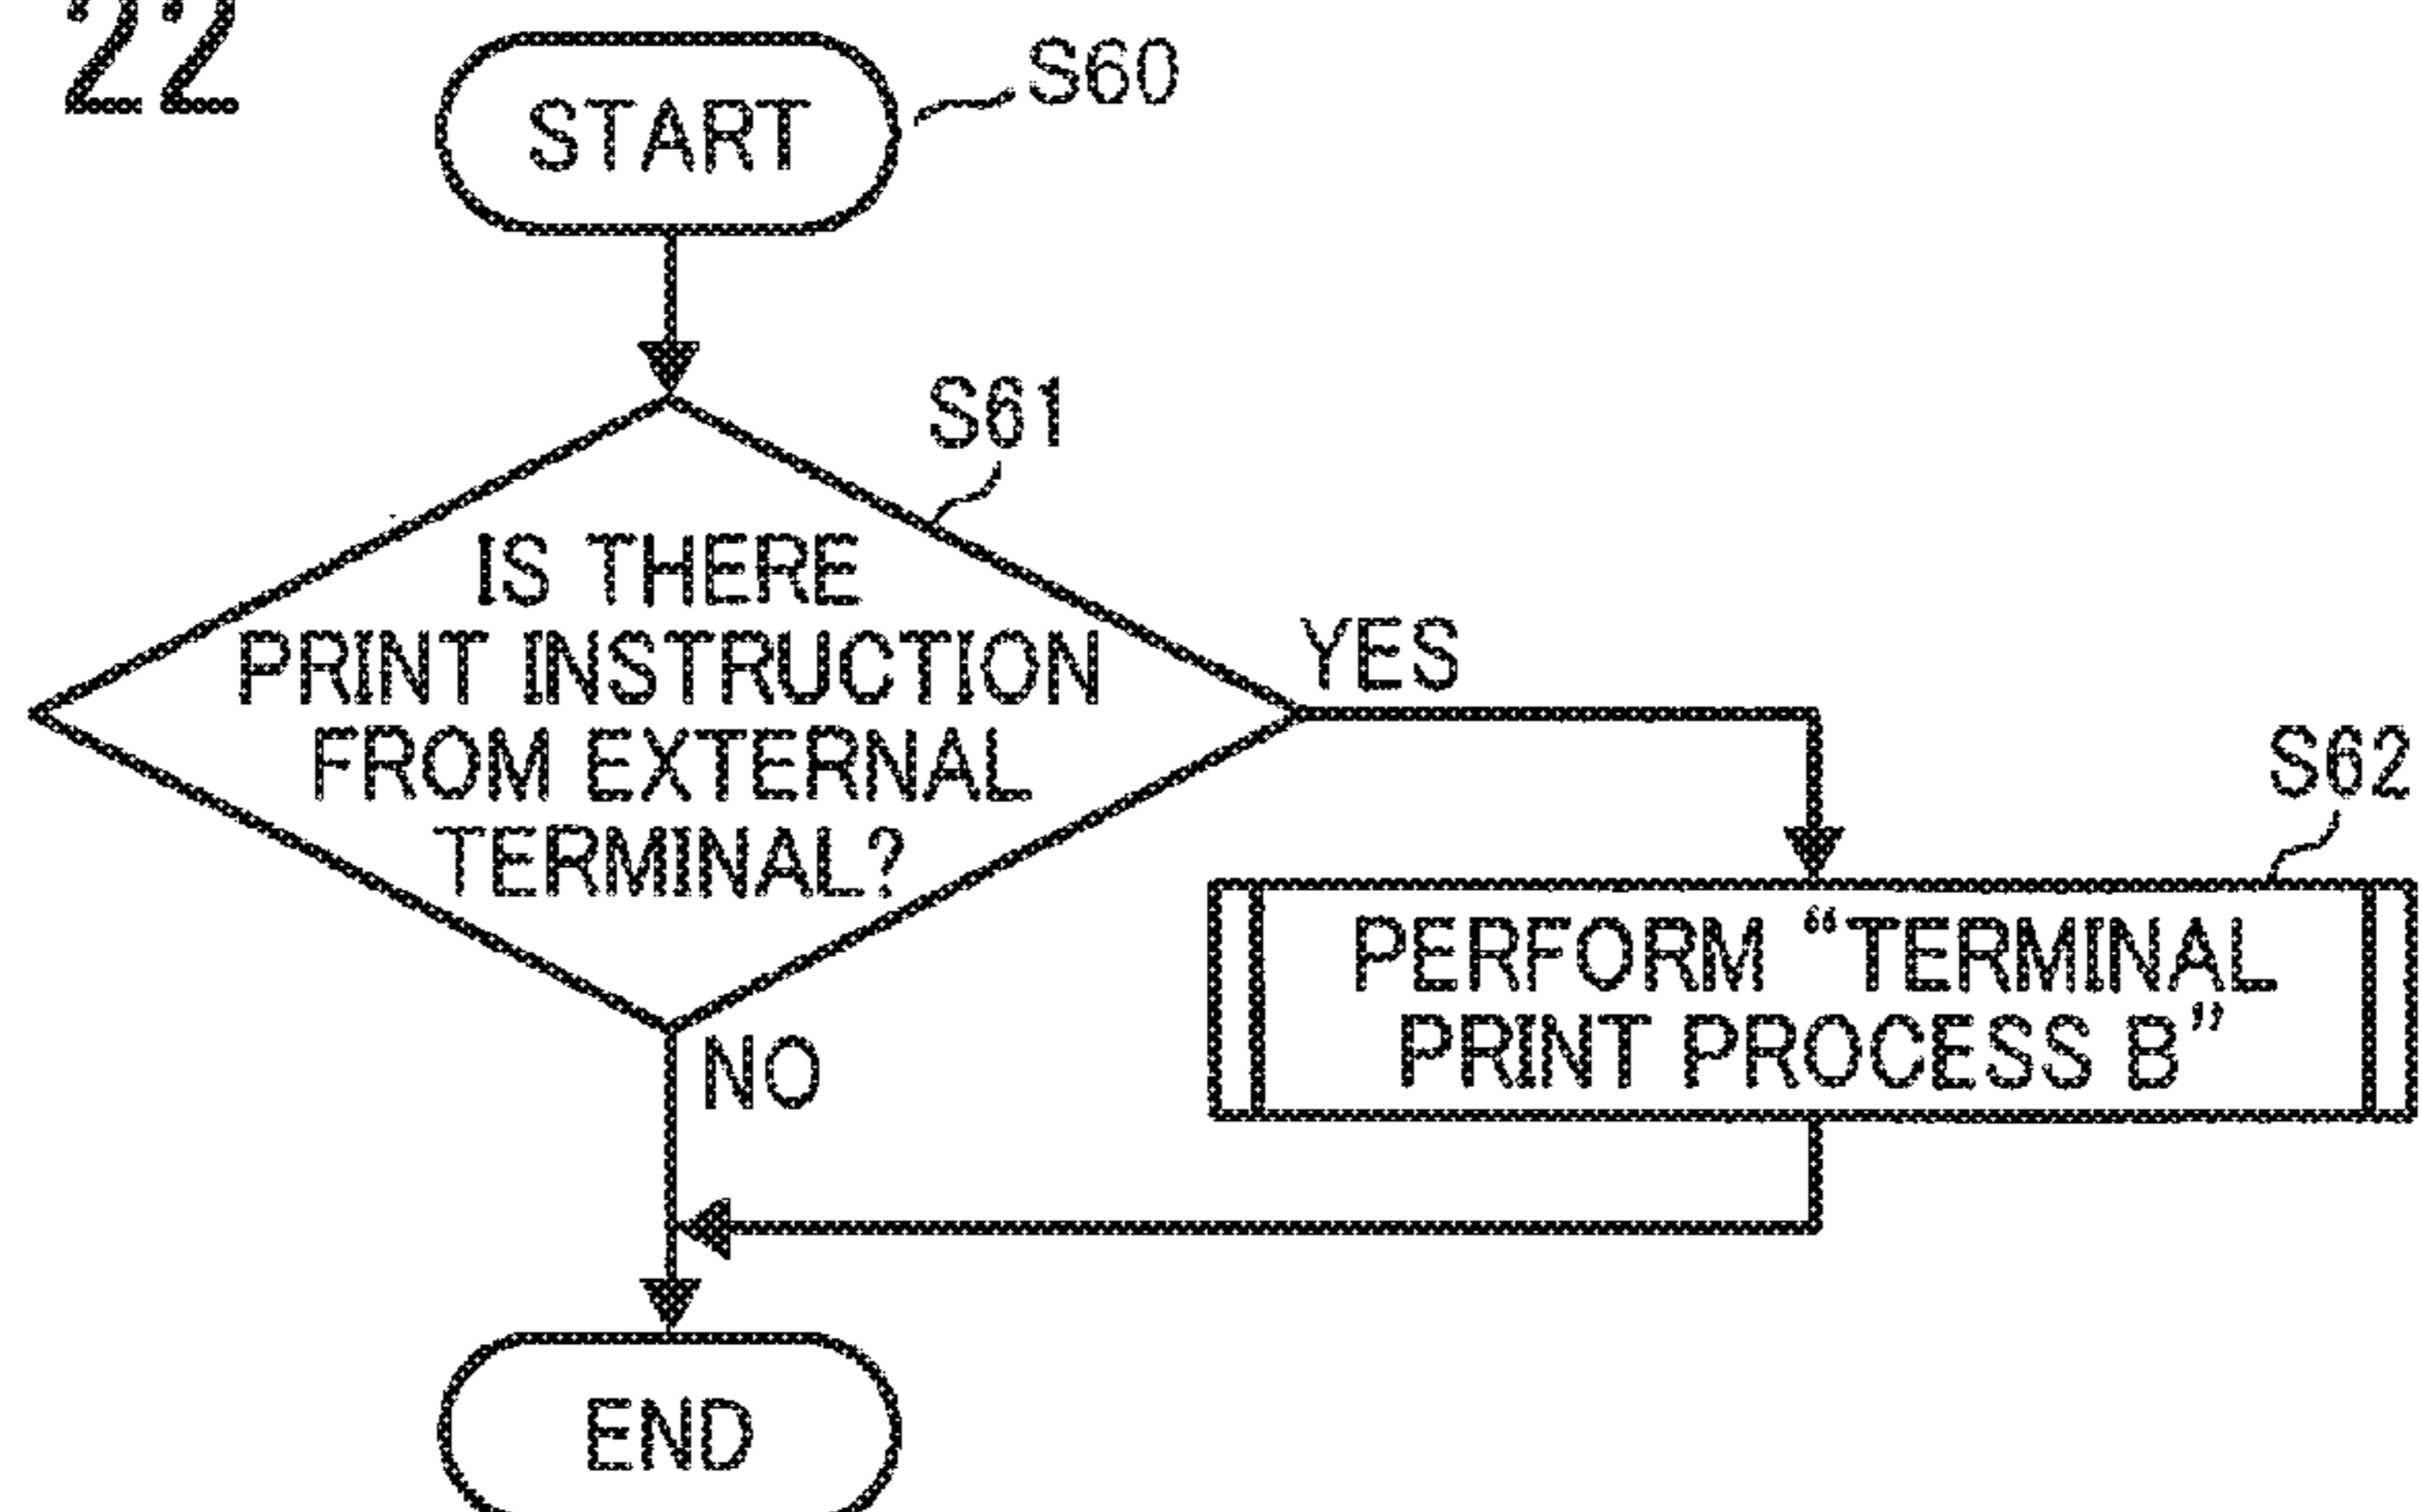 22
START
S60
S61
IS THERE
PRINT INSTRUCTION
FROM EXTERNAL
TERMINAL?
YES
S62
PERFORM “TERMINAL
PRINT PROCESS B”
NO
END